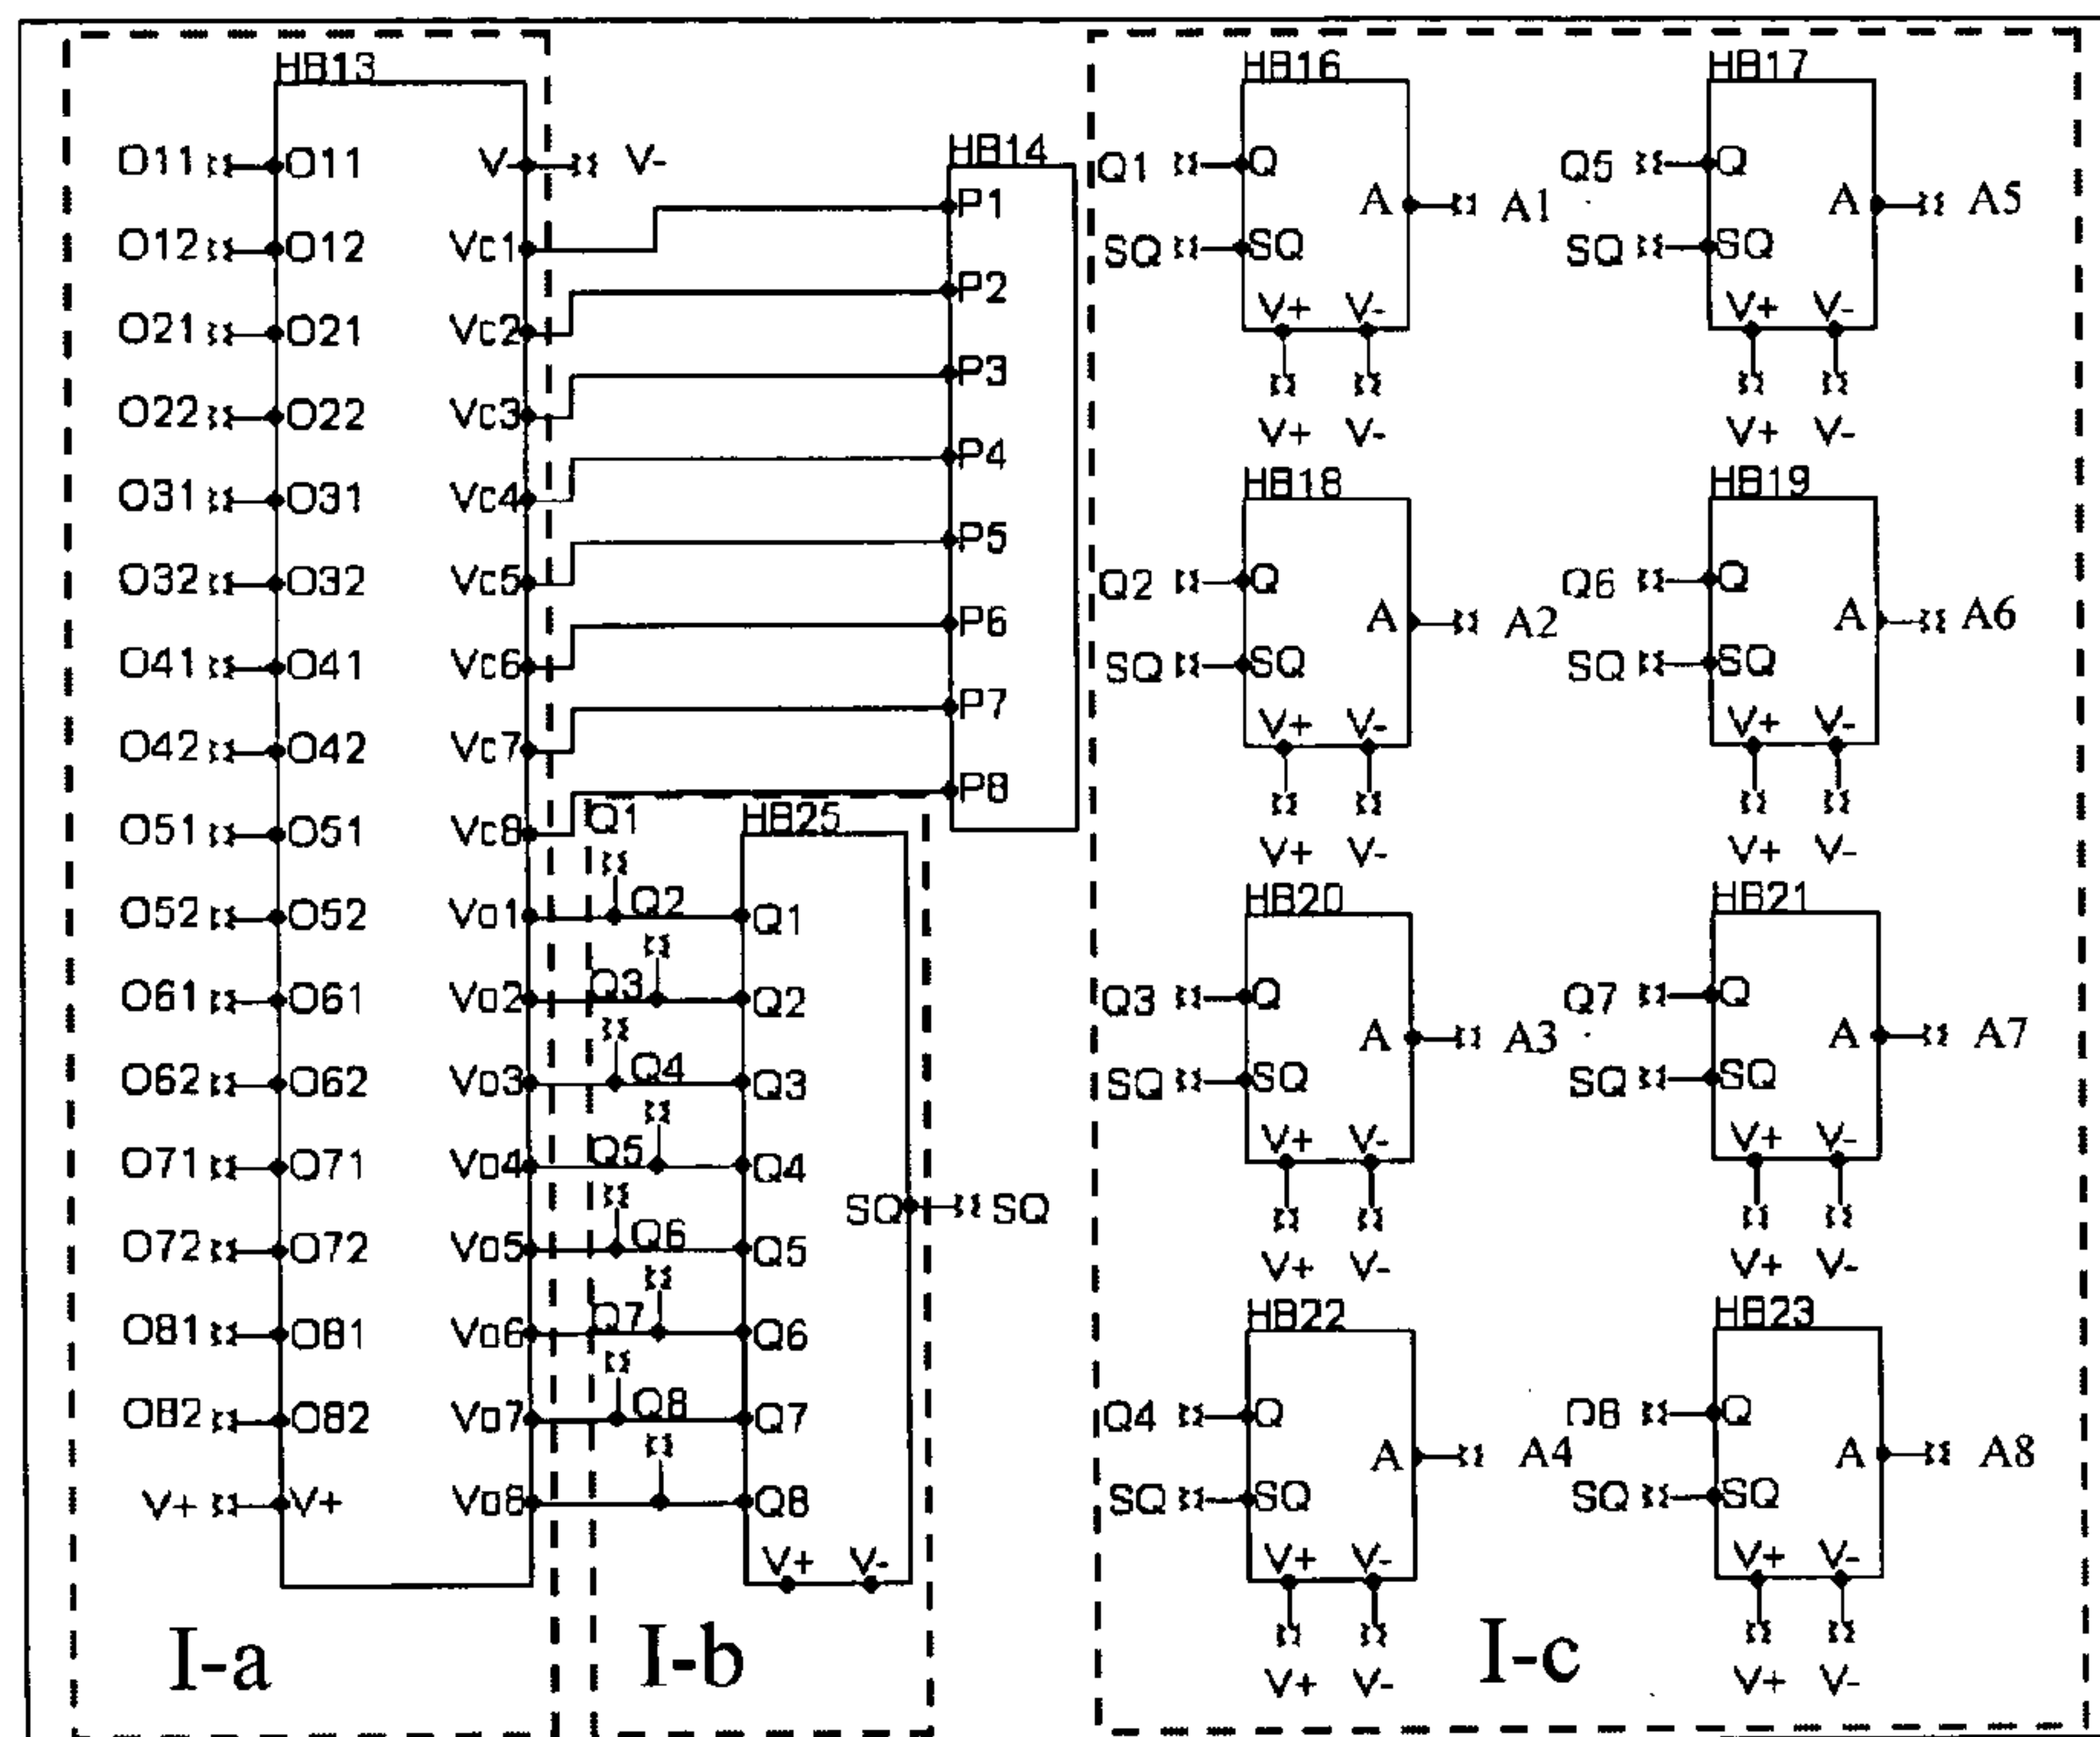 HB13
O11 O11 V- V-
O12 O12 Vc1
O21 O21 Vc2
O22 O22 Vc3
O31 O31 Vc4
O32 O32 Vc5
O41 O41 Vc6
O42 O42 Vc7
O51 O51 Vc8
O52 O52 Vo1
O61 O61 Vo2
O62 O62 Vo3
O71 O71 Vo4
O72 O72 Vo5
O81 O81 Vo6
O82 O82 Vo7
V+ V+ Vo8
I-a
HB14
P1
P2
P3
P4
P5
P6
P7
P8
HB25
Q1
Q2 Q1
Q3 Q2
Q4 Q3
Q5 Q4
SQ SQ
Q6 Q5
Q7 Q6
Q8 Q7
Q8
V+ V-
I-b
HB16 HB17
Q1 Q Q5 Q
A A1 A A5
SQ SQ SQ SQ
V+ V- V+ V-
V+ V- V+ V-
HB18 HB19
Q2 Q Q6 Q
A A2 A A6
SQ SQ SQ SQ
V+ V- V+ V-
V+ V- V+ V-
HB20 HB21
Q3 Q Q7 Q
A A3 A A7
SQ SQ SQ SQ
V+ V- V+ V-
V+ V- V+ V-
HB22 HB23
Q4 Q Q8 Q
A A4 A A8
SQ SQ SQ SQ
V+ V- V+ V-
V+ V- V+ V-
I-c